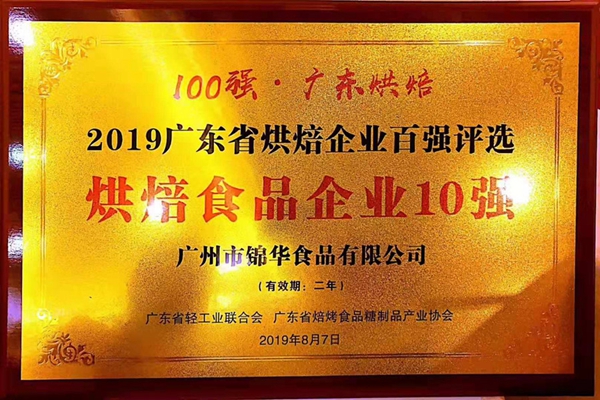 100强·广东烘焙
2019广东省烘焙企业百强评选
烘焙食品企业10强
广州市锦华食品有限公司
(有效期:二年)
广东省轻工业联合会 广东省焙烤食品糖制品产业协会
2019年8月7日